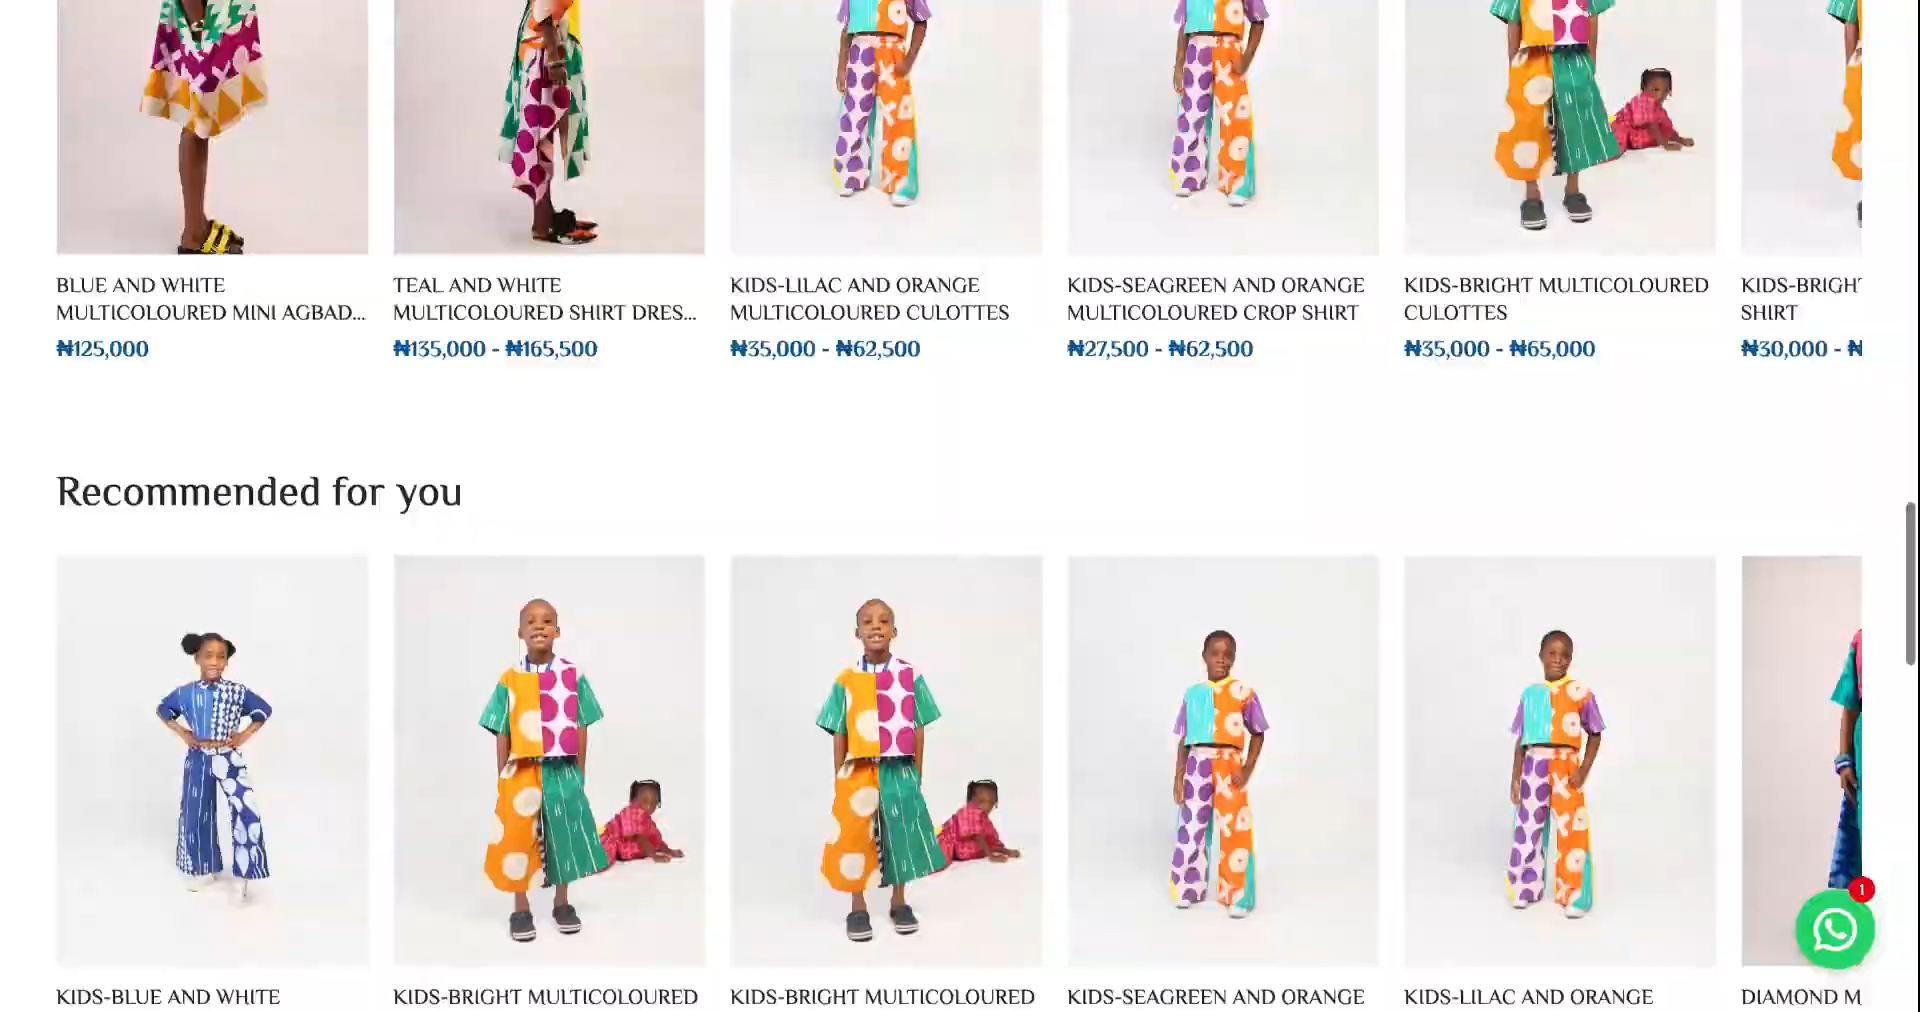 BLUE AND WHITE
MULTICOLOURED MINI AGBAD...
₦125,000
TEAL AND WHITE
MULTICOLOURED SHIRT DRES...
₦135,000 - ₦165,500
KIDS-LILAC AND ORANGE
MULTICOLOURED CULOTTES
₦35,000 - ₦62,500
KIDS-SEAGREEN AND ORANGE
MULTICOLOURED CROP SHIRT
₦27,500 - ₦62,500
KIDS-BRIGHT MULTICOLOURED
CULOTTES
₦35,000 - ₦65,000
KIDS-BRIGHT
SHIRT
₦30,000 - ₦
Recommended for you
1
KIDS-BLUE AND WHITE
KIDS-BRIGHT MULTICOLOURED
KIDS-BRIGHT MULTICOLOURED
KIDS-SEAGREEN AND ORANGE
KIDS-LILAC AND ORANGE
DIAMOND M